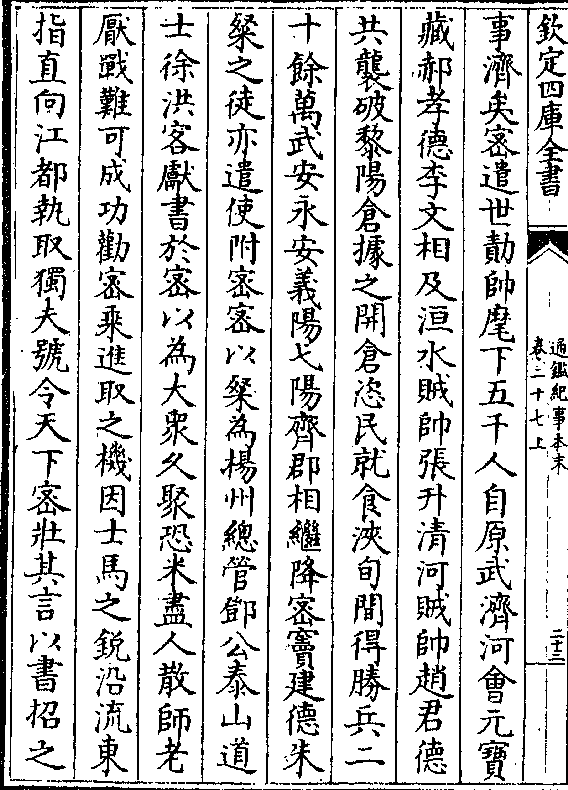 欽定四庫全書
通鑑紀事本末
卷二十七上
二十二
事濟矣密遣世勣帥麾下五千人自原武濟河會元寶
藏郝孝德李文相及洹水賊帥張升清河賊帥趙君德
共襲破黎陽倉據之開倉恣民就食浹旬間得勝兵二
十餘萬武安永安義陽弋陽齊郡相繼降密竇建德朱
粲之徒亦遣使附密密以粲為楊州總管鄧公泰山道
士徐洪客獻書於密以為大衆久聚恐米盡人散師老
厭戰難可成功勸密乘進取之機因士馬之銳沿流東
指直向江都執取獨夫號令天下密壯其言以書招之